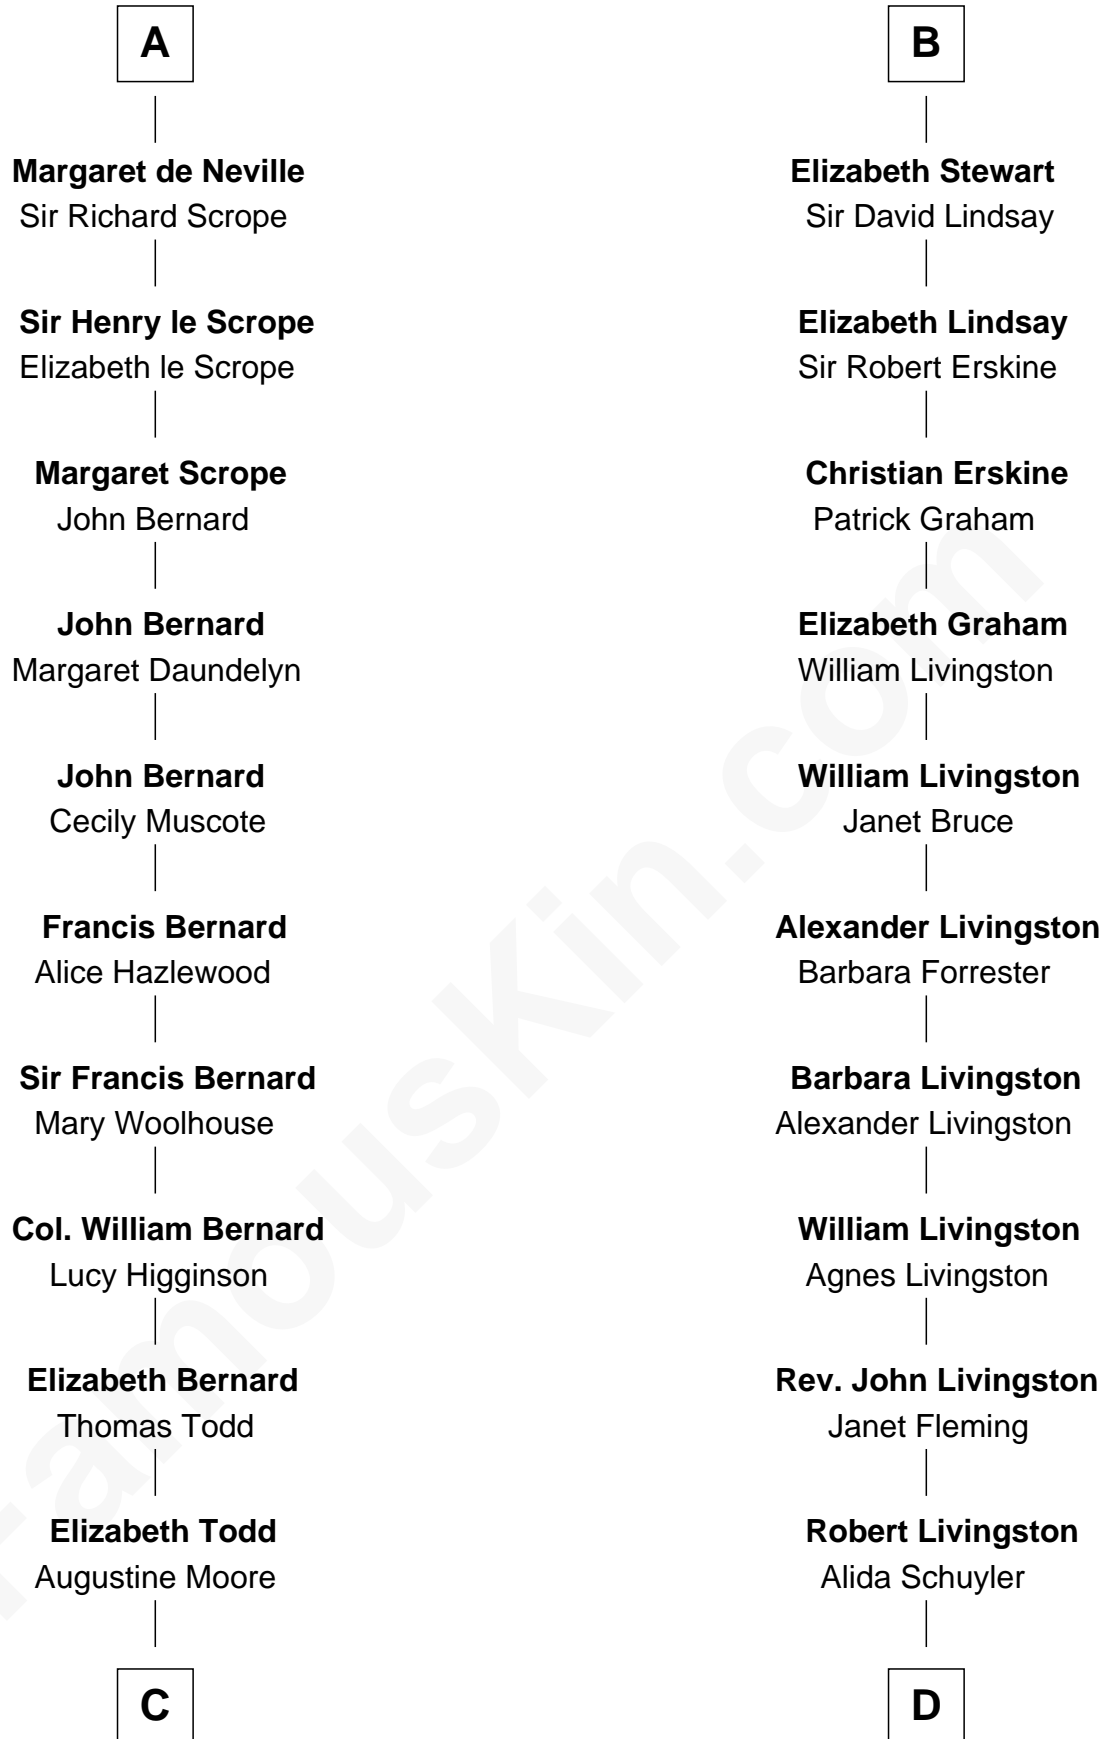 A
Margaret de Neville
Sir Richard Scrope
Sir Henry le Scrope
Elizabeth le Scrope
Margaret Scrope
John Bernard
John Bernard
Margaret Daundelyn
John Bernard
Cecily Muscote
Francis Bernard
Alice Hazlewood
Sir Francis Bernard
Mary Woolhouse
Col. William Bernard
Lucy Higginson
Elizabeth Bernard
Thomas Todd
Elizabeth Todd
Augustine Moore
C
B
Elizabeth Stewart
Sir David Lindsay
Elizabeth Lindsay
Sir Robert Erskine
Christian Erskine
Patrick Graham
Elizabeth Graham
William Livingston
William Livingston
Janet Bruce
Alexander Livingston
Barbara Forrester
Barbara Livingston
Alexander Livingston
William Livingston
Agnes Livingston
Rev. John Livingston
Janet Fleming
Robert Livingston
Alida Schuyler
D
FamousKin.com